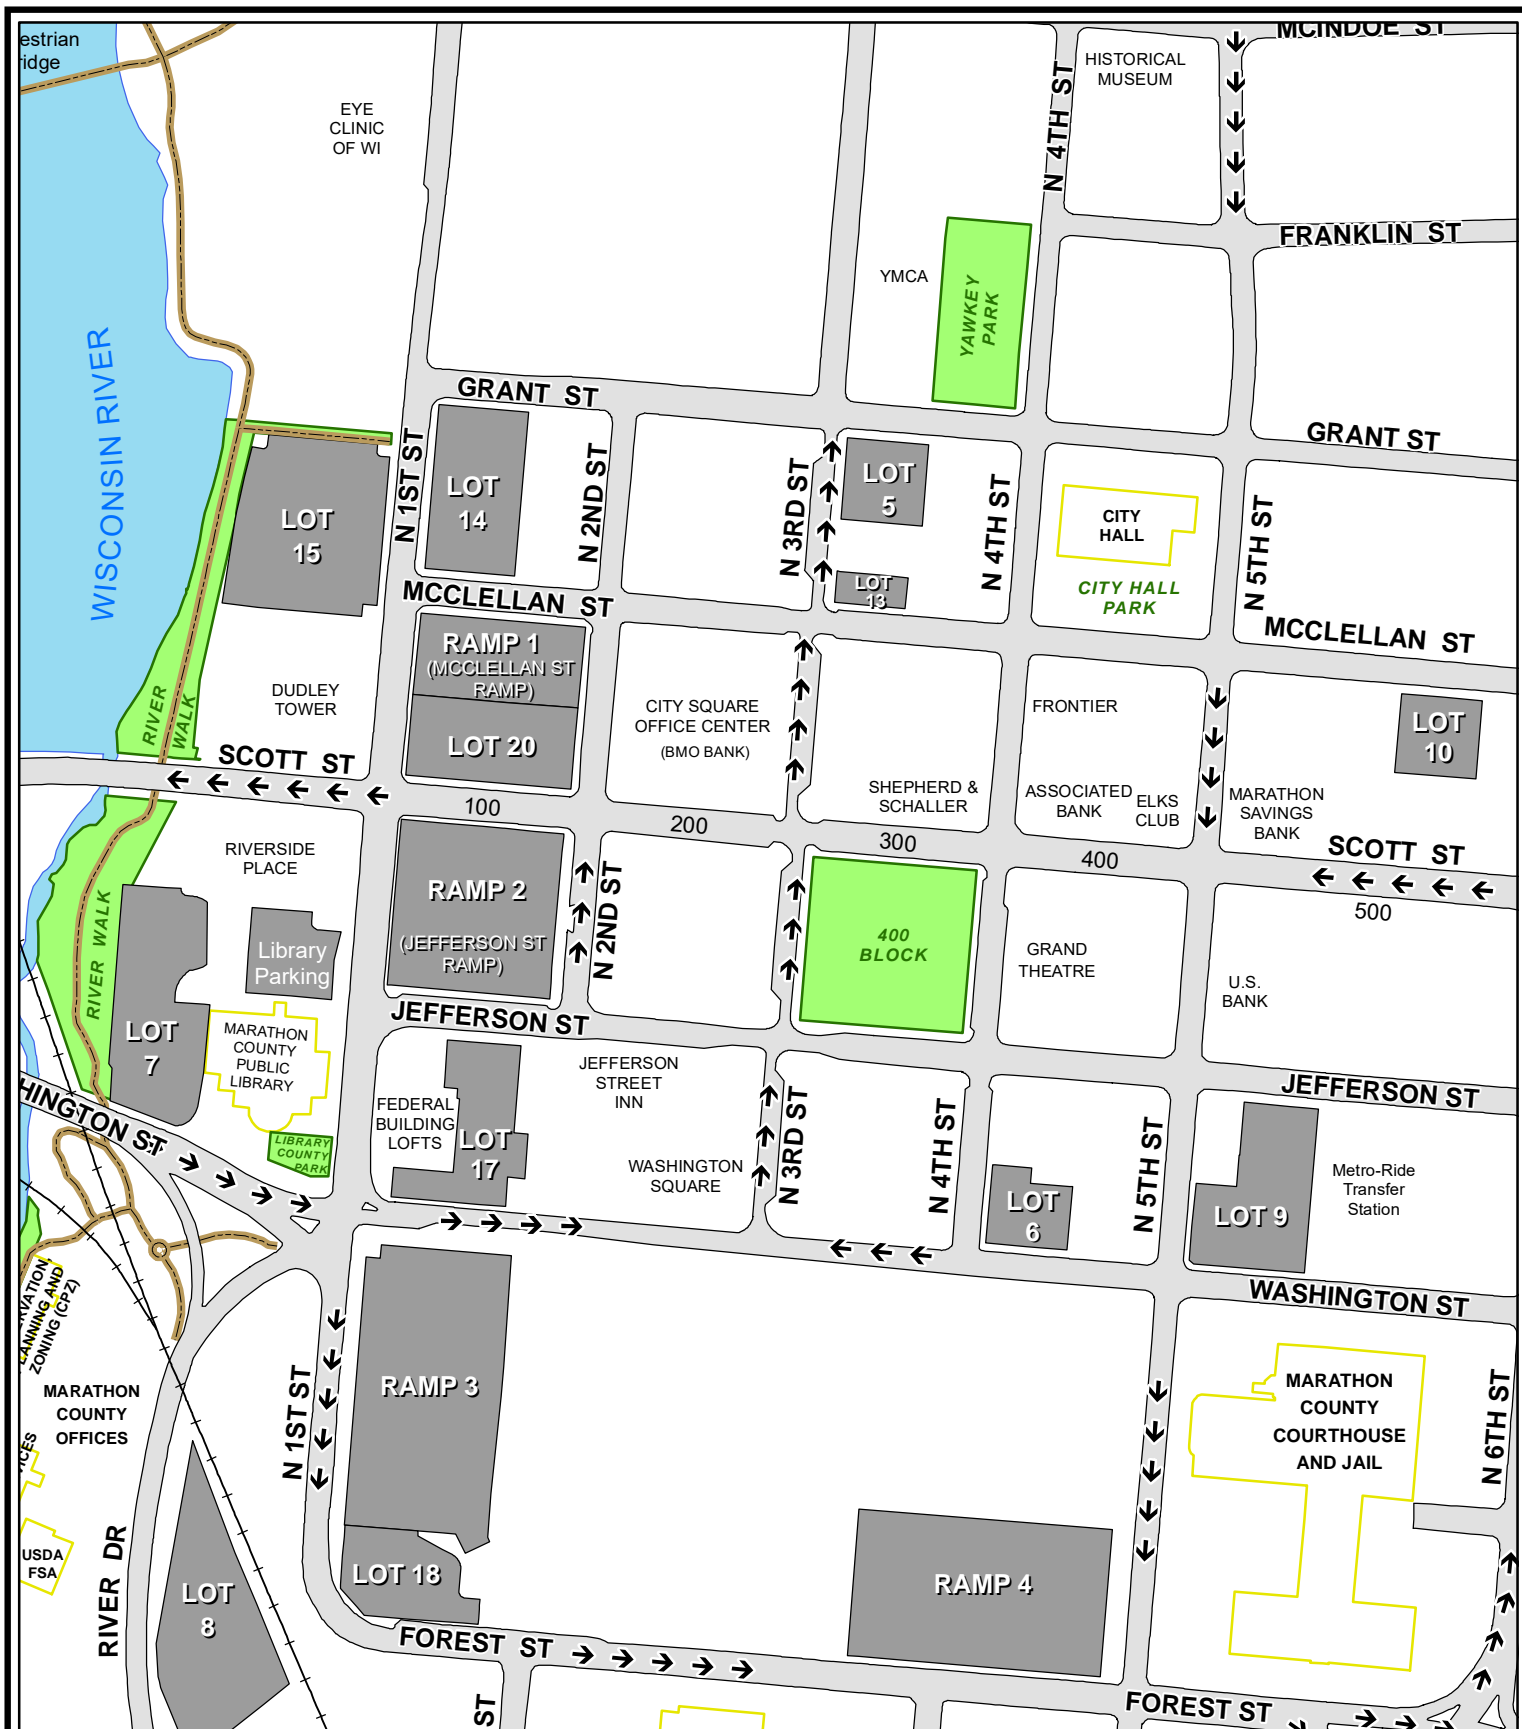 estrian
ridge
MCINDOE ST
HISTORICAL
MUSEUM
N 4TH ST
EYE
CLINIC
OF WI
FRANKLIN ST
YMCA
YAWKEY
PARK
WISCONSIN RIVER
GRANT ST
GRANT ST
N 1ST ST
LOT
14
N 2ND ST
N 3RD ST
LOT
5
N 4TH ST
CITY
HALL
N 5TH ST
LOT
15
LOT
13
CITY HALL
PARK
MCCLELLAN ST
MCCLELLAN ST
RAMP 1
(MCCLELLAN ST
RAMP)
DUDLEY
TOWER
RIVER
WALK
CITY SQUARE
OFFICE CENTER
(BMO BANK)
FRONTIER
LOT
10
LOT 20
SCOTT ST
SHEPHERD &
SCHALLER
ASSOCIATED
BANK
ELKS
CLUB
MARATHON
SAVINGS
BANK
100
200
300
400
SCOTT ST
500
RIVERSIDE
PLACE
RAMP 2
(JEFFERSON ST
RAMP)
N 2ND ST
400
BLOCK
GRAND
THEATRE
U.S.
BANK
RIVER WALK
Library
Parking
LOT
7
MARATHON
COUNTY
PUBLIC
LIBRARY
JEFFERSON ST
JEFFERSON
STREET
INN
JEFFERSON ST
HINGTON ST
FEDERAL
BUILDING
LOFTS
LOT
17
LIBRARY
COUNTY
PARK
WASHINGTON
SQUARE
N 3RD ST
N 4TH ST
LOT
6
N 5TH ST
LOT 9
Metro-Ride
Transfer
Station
WASHINGTON ST
RVATION
LANNING AND
ZONING (CPZ)
MARATHON
COUNTY
OFFICES
ICES
N 1ST ST
RAMP 3
MARATHON
COUNTY
COURTHOUSE
AND JAIL
N 6TH ST
USDA
FSA
RIVER DR
LOT
8
LOT 18
RAMP 4
FOREST ST
ST
FOREST ST